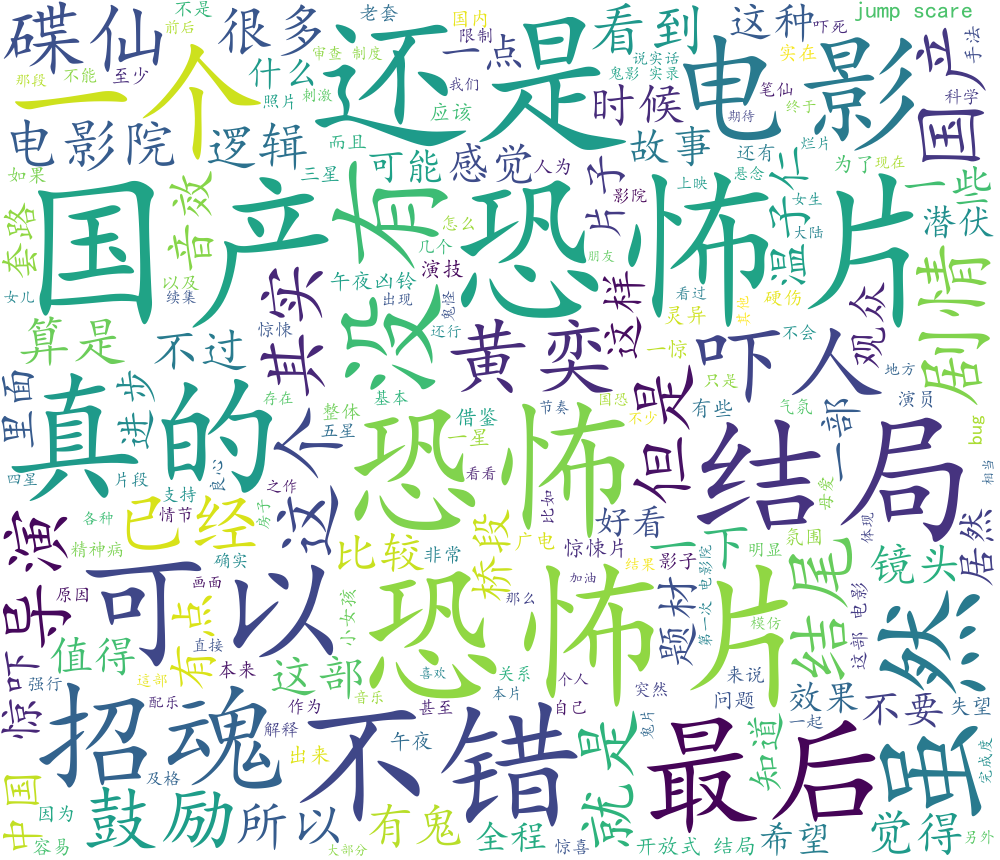 碟仙
很多
还是
看到
这种
吓死
jump scare
不是
前后
老套
国内
审查 制度
限制
一点
说实话
鬼影 实录
实在
电影
国产
手法
那段
不能
至少
一个
什么
照片
刺激
我们
应该
时候
笔仙
终于
期待
科学
电影院
逻辑
而且
可能
感觉
人为
故事
还有
烂片
为了
现在
如果
三星
没有
片子
影院
上映
悬念
温子仁
女生
大陆
一些
潜伏
套路
音效
国产 恐怖片
怎么
几个
朋友
女儿
以及
续集
午夜凶铃
演技
出现
鬼怪
看过
硬伤
灵异
这样
观众
剧情
算是
不过
惊悚
其实
还行
黄奕
一惊
吓人
不会
只是
地方
里面
真的
进步
存在
基本
整体
五星
这个
借鉴
一星
节奏
国恐
不少
但是
有些
气氛
一部
演员
bug
四星
片段
良心
支持
情节
之作
房子
恐怖
看看
比如
好看
结局
母爱
体现
相当
居然
导演
各种
精神病
已经
确实
比较
非常
桥段
广电
惊悚片
一下
结果
影子
明显
氛围
结尾
镜头
原因
可以
画面
直接
小女孩
恐怖片
那么
加油
题材
第一次 电影院
模仿
这部 电影
虽然
惊吓
强行
值得
有点
這部
本来
这部
喜欢
音乐
关系
本片
个人
自己
突然
来说
问题
效果
一起
不要
失望
招魂
配乐
解释
作为
出来
甚至
不错
午夜
就是
鬼片
最后
知道
完成度
中国
因为
容易
及格
鼓励
大部分
所以
有鬼
全程
惊喜
开放式 结局
希望
觉得
另外